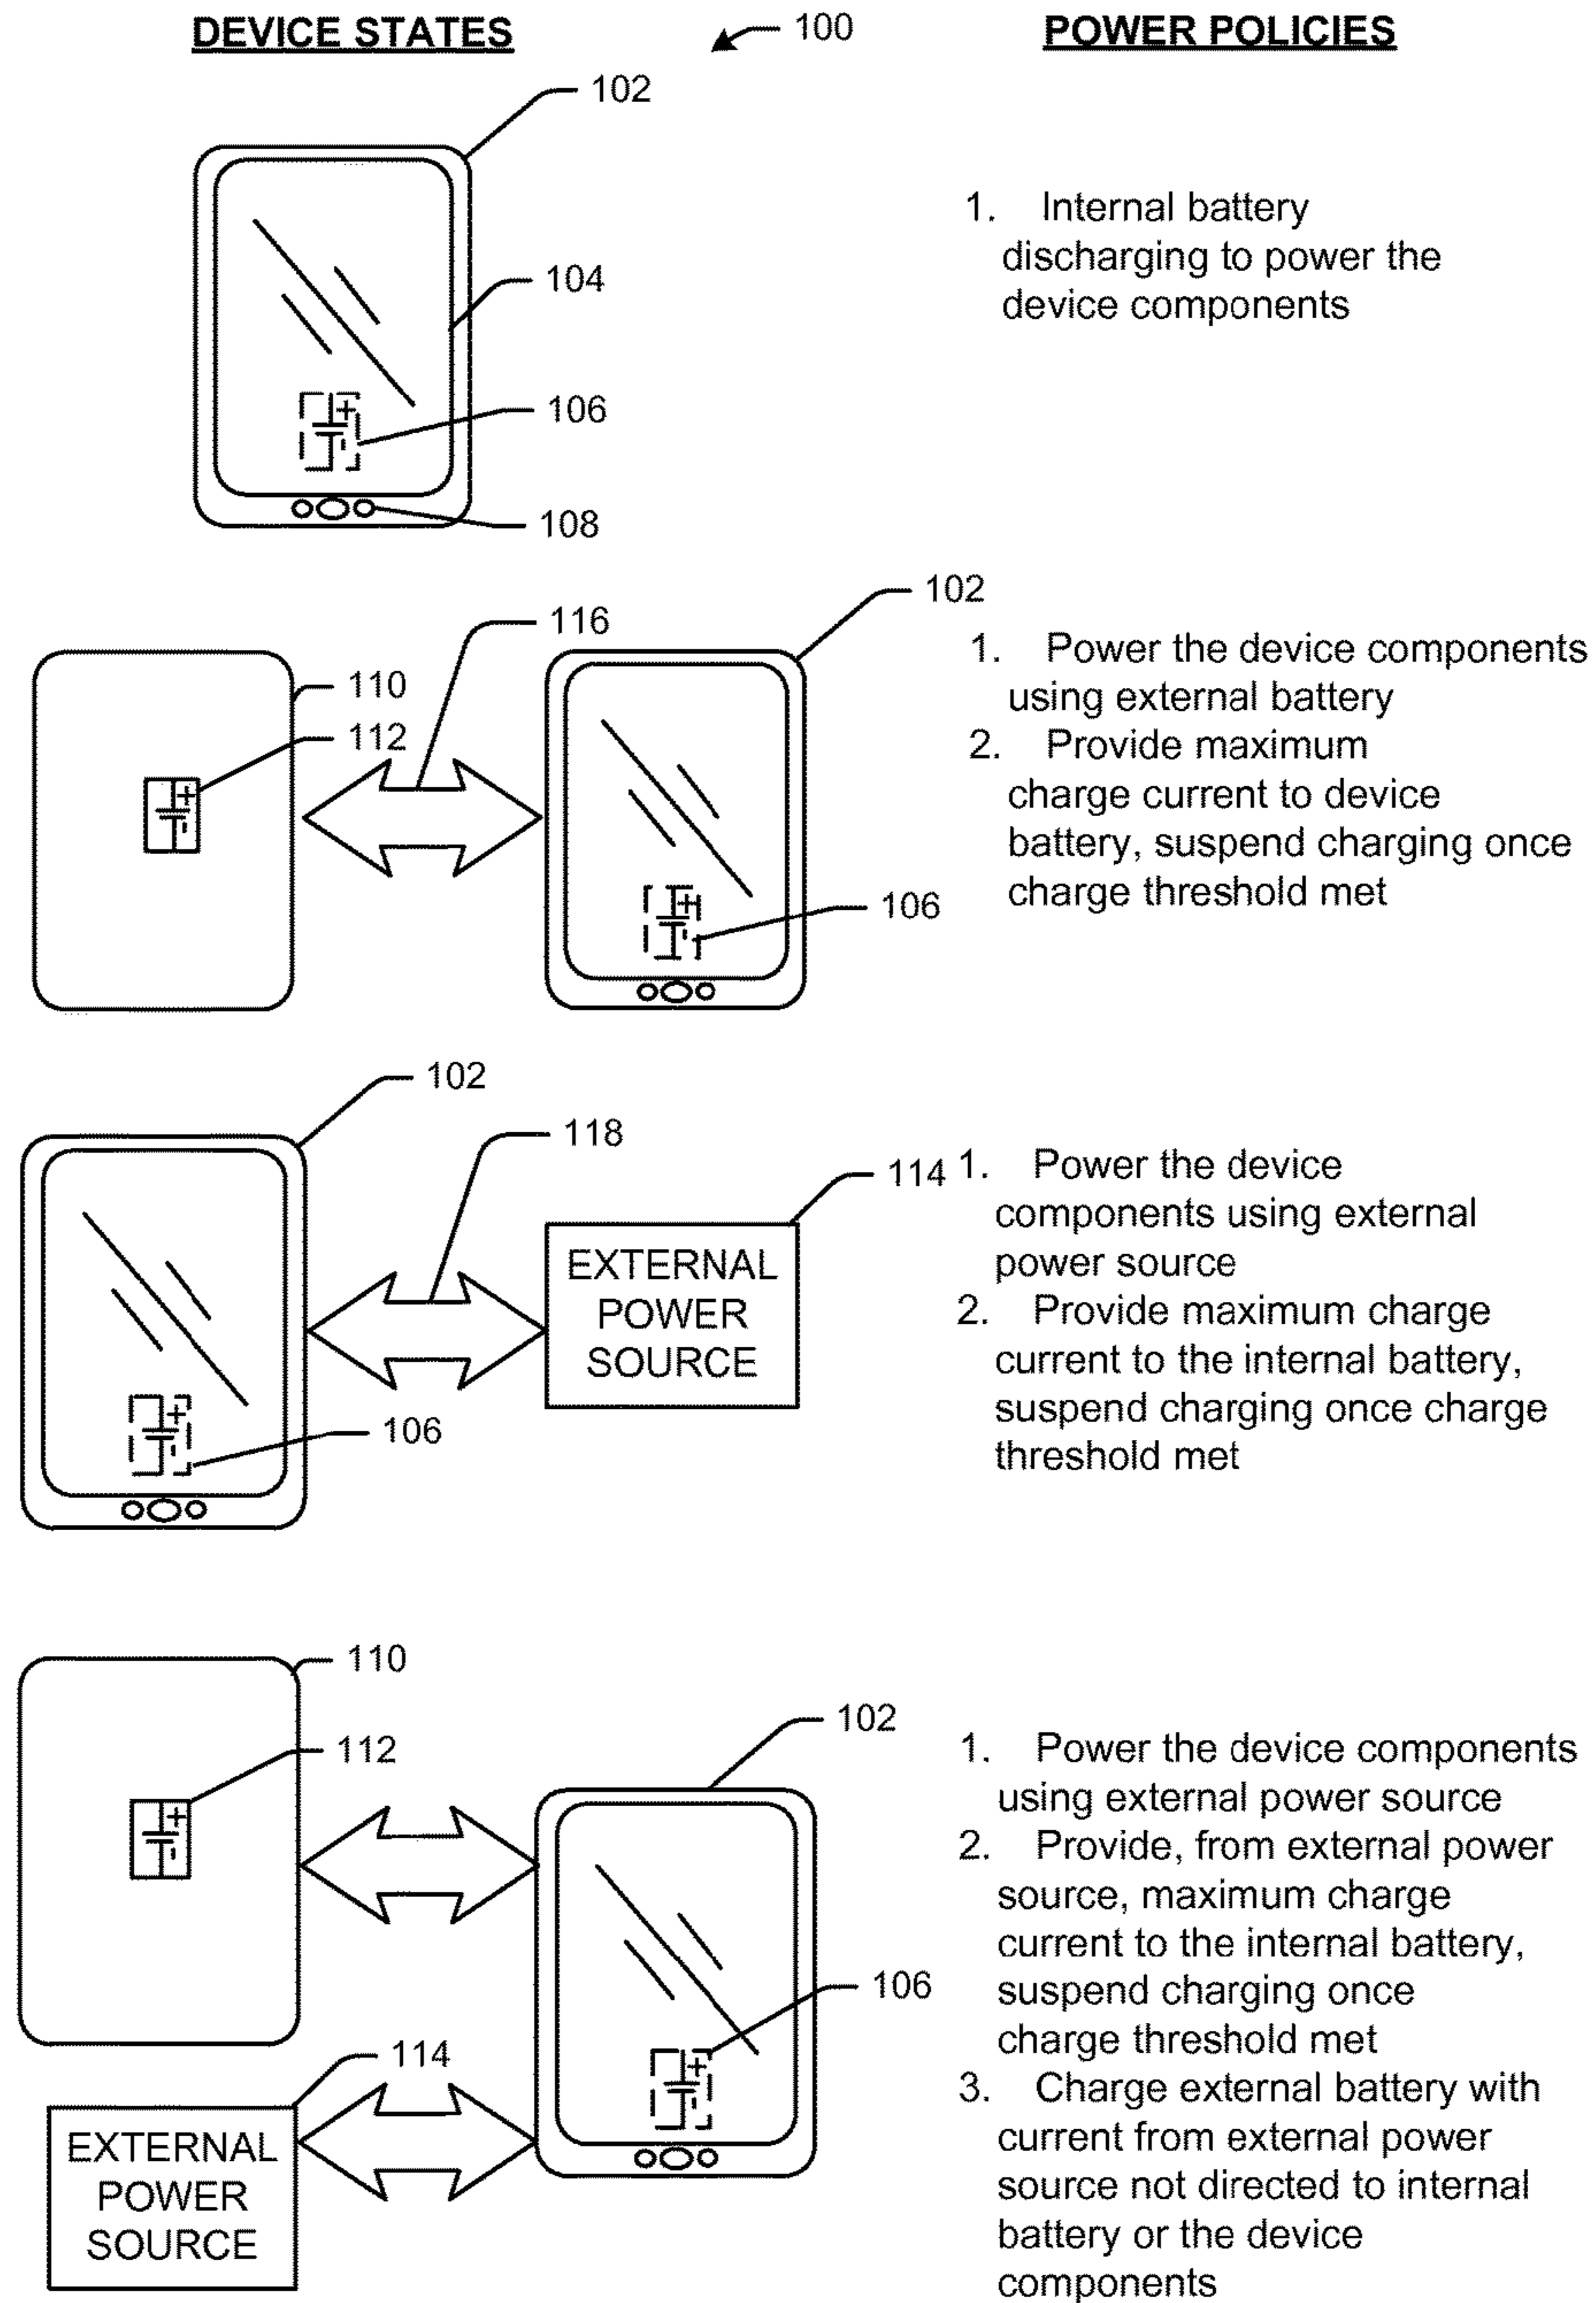 DEVICE STATES
100
POWER POLICIES
102
104
106
108
1. Internal battery
discharging to power the
device components
116
102
110
112
106
1. Power the device components
using external battery
2. Provide maximum
charge current to device
battery, suspend charging once
charge threshold met
102
118
114
EXTERNAL
POWER
SOURCE
106
1. Power the device
components using external
power source
2. Provide maximum charge
current to the internal battery,
suspend charging once charge
threshold met
110
112
102
106
114
EXTERNAL
POWER
SOURCE
1. Power the device components
using external power source
2. Provide, from external power
source, maximum charge
current to the internal battery,
suspend charging once
charge threshold met
3. Charge external battery with
current from external power
source not directed to internal
battery or the device
components